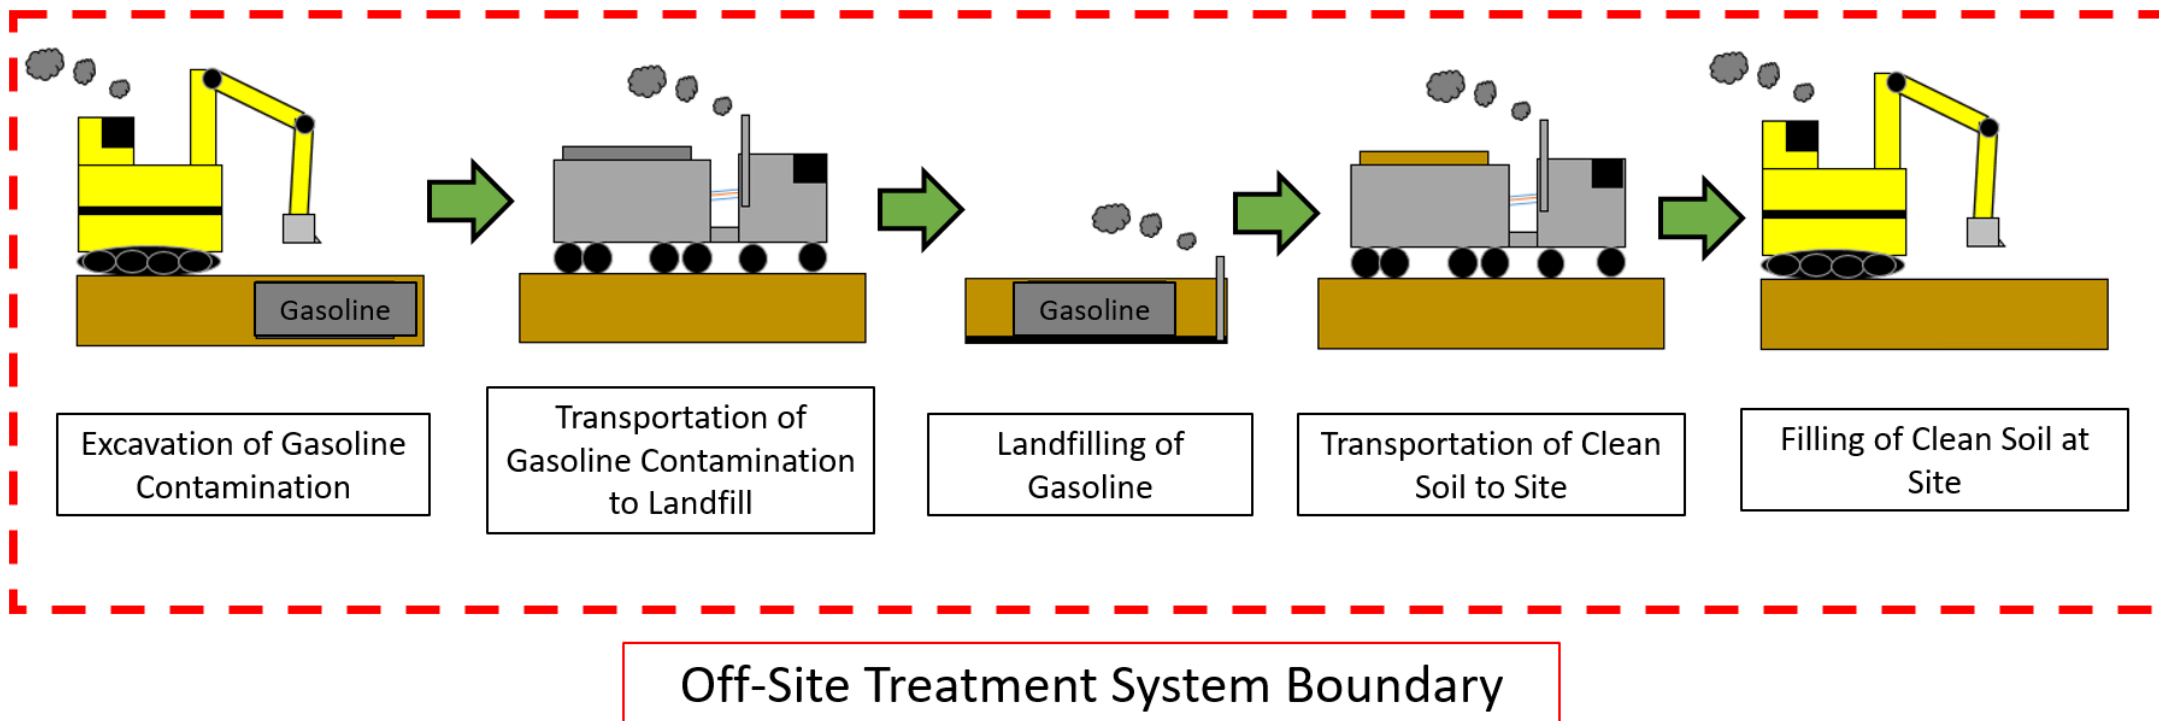 Gasoline
Gasoline
Excavation of Gasoline
Contamination
Transportation of
Gasoline Contamination
to Landfill
Landfilling of
Gasoline
Transportation of Clean
Soil to Site
Filling of Clean Soil at
Site
Off-Site Treatment System Boundary